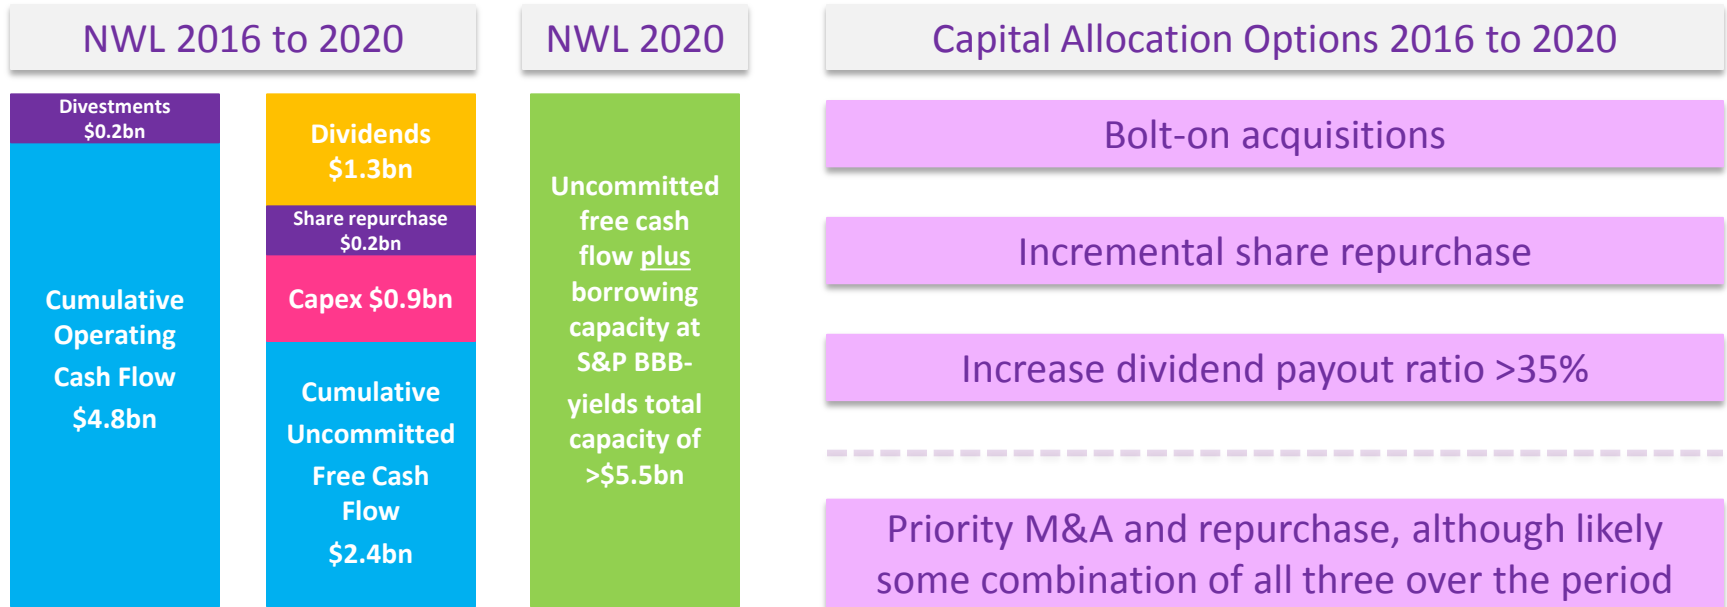 NWL 2016 to 2020
NWL 2020
Capital Allocation Options 2016 to 2020
Divestments
$0.2bn
Cumulative
Operating
Cash Flow
$4.8bn
Dividends
$1.3bn
Share repurchase
$0.2bn
Capex $0.9bn
Cumulative
Uncommitted
Free Cash
Flow
$2.4bn
Uncommitted
free cash
flow plus
borrowing
capacity at
S&P BBB-
yields total
capacity of
>$5.5bn
Bolt-on acquisitions
Incremental share repurchase
Increase dividend payout ratio >35%
Priority M&A and repurchase, although likely
some combination of all three over the period